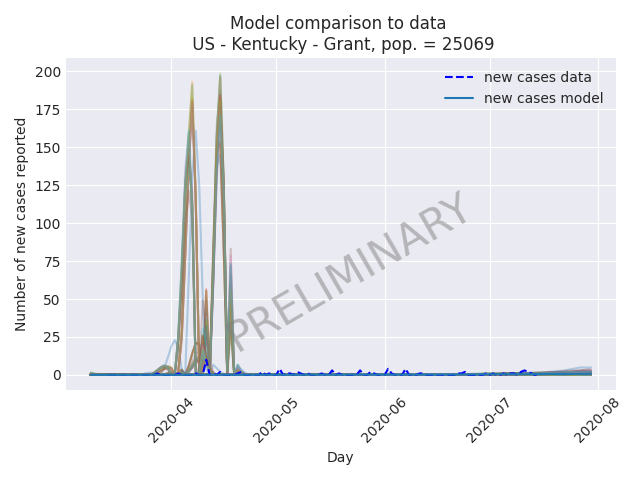 Model comparison to data
US - Kentucky - Grant, pop. = 25069
new cases data
new cases model
Number of new cases reported
200
175
150
125
100
75
50
25
0
PRELIMINARY
2020-04
2020-05
2020-06
2020-07
2020-08
Day